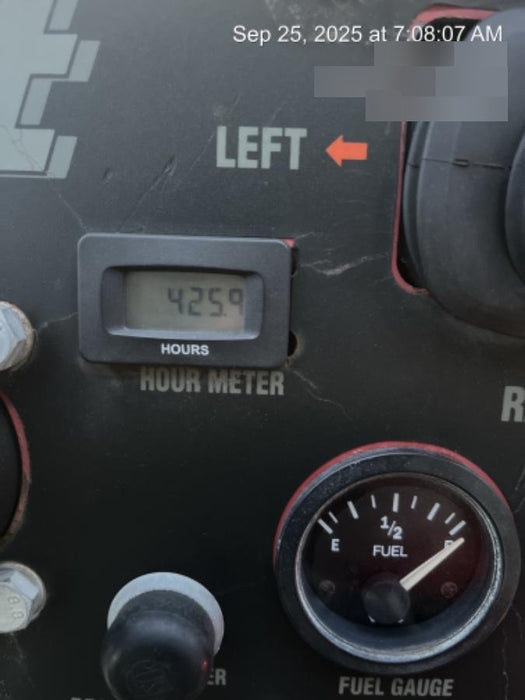 Sep 25, 2025 at 7:08:07 AM
LEFT
425.9
HOURS
HOUR METER
E
1/2
FUEL
FUEL GAUGE